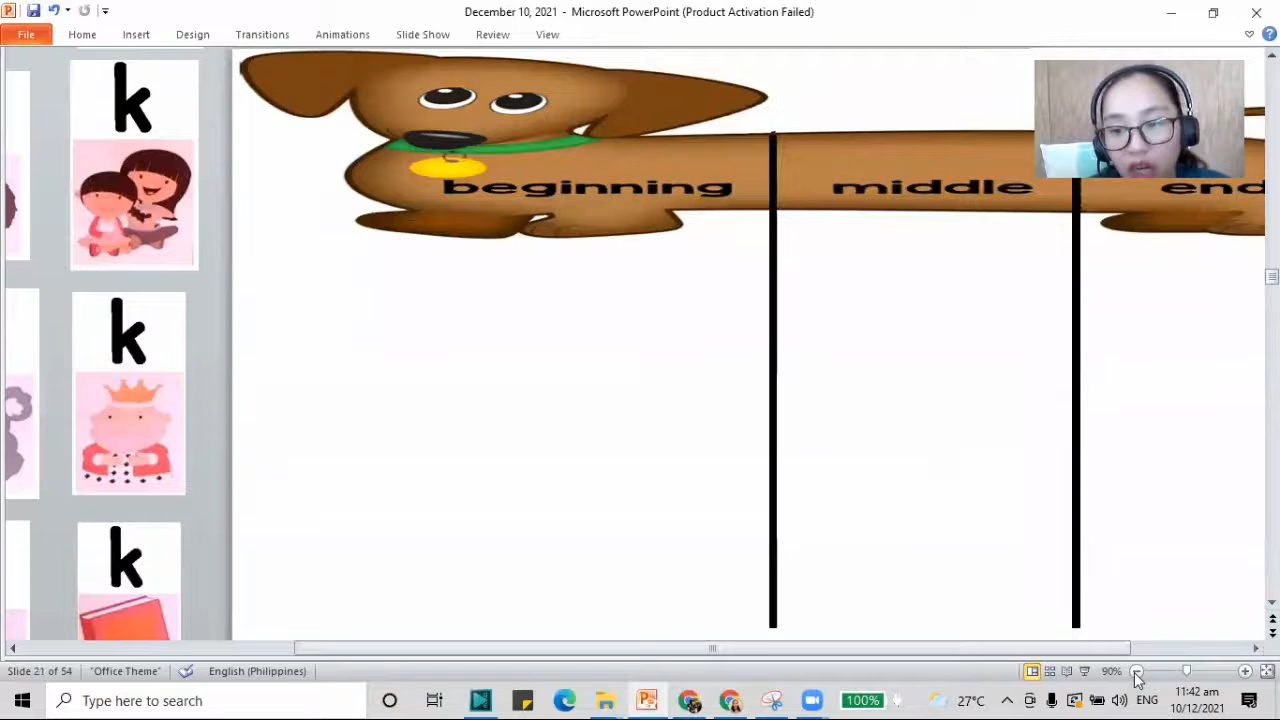 December 10, 2021 - Microsoft PowerPoint (Product Activation Failed)
File Home Insert Design Transitions Animations Slide Show Review View
k
beginning middle end
k
k
Slide 21 of 54 "Office Theme" English (Philippines) 90%
Type here to search 100% 27°C ENG 11:42 am
10/12/2021